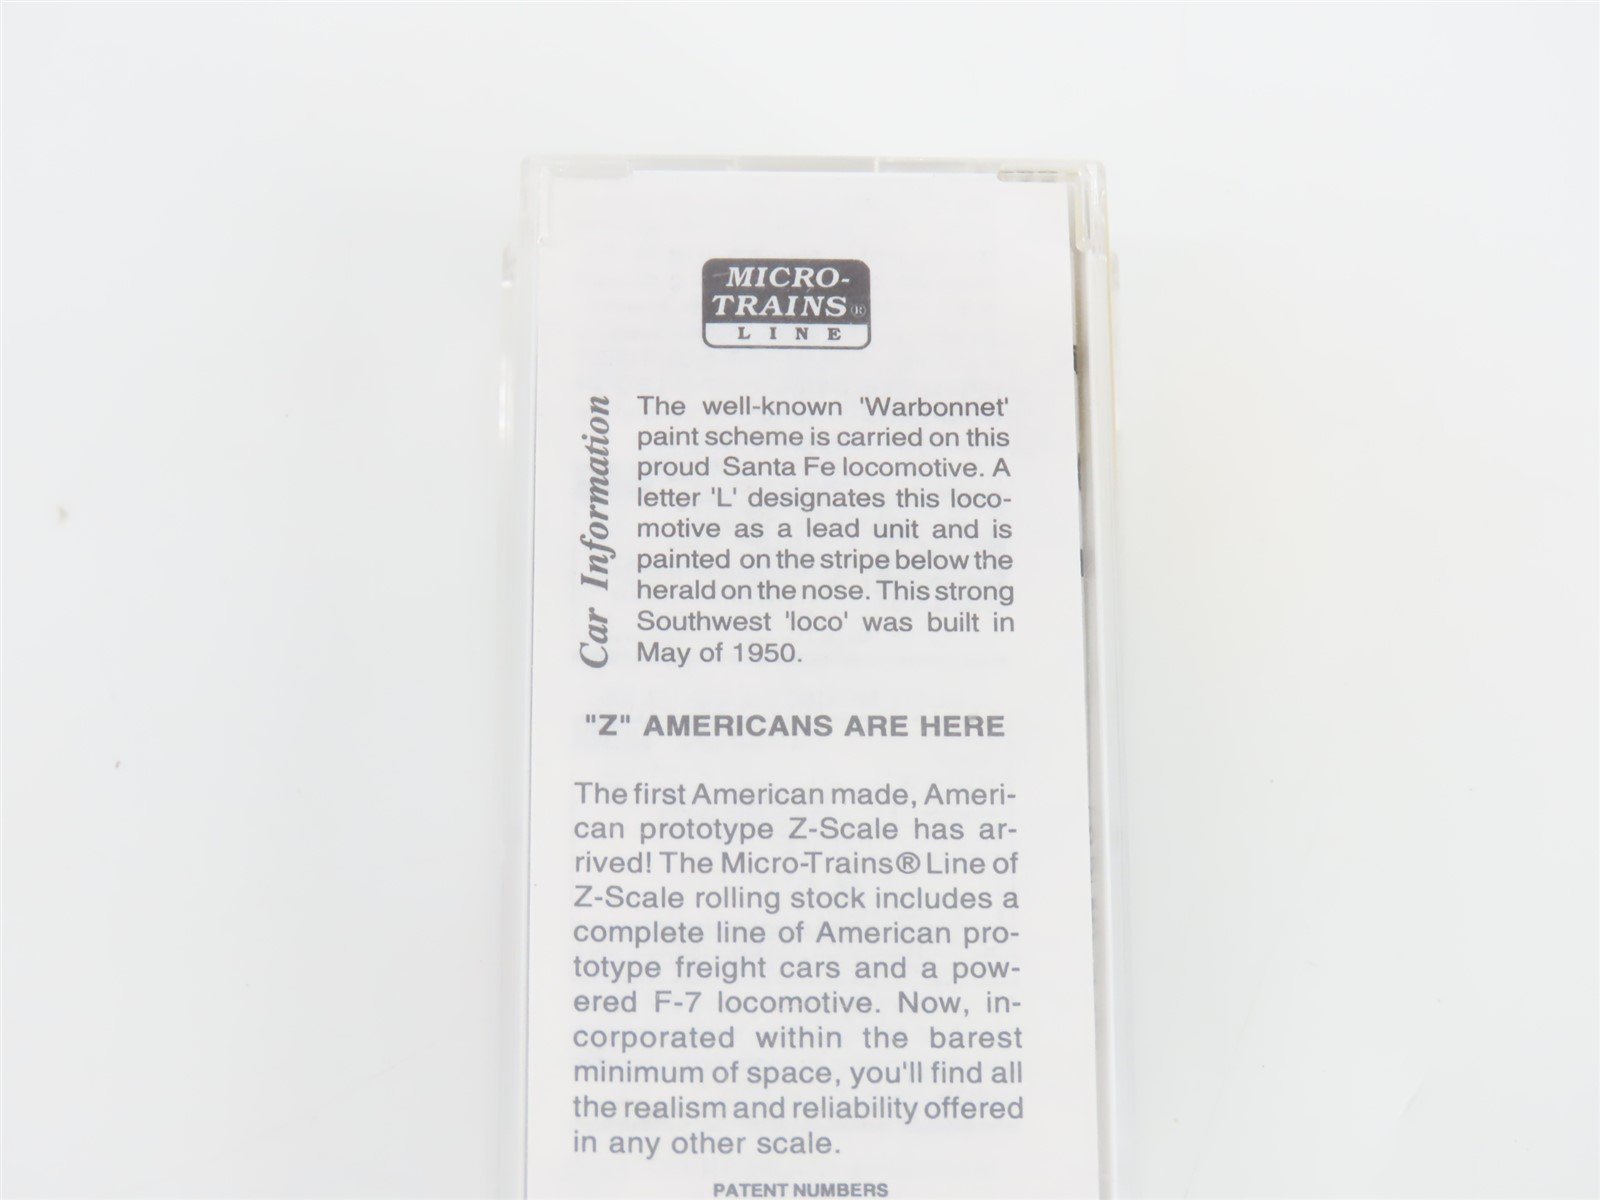 MICRO-
TRAINS®
LINE
Car Information
The well-known 'Warbonnet'
paint scheme is carried on this
proud Santa Fe locomotive. A
letter 'L' designates this loco-
motive as a lead unit and is
painted on the stripe below the
herald on the nose. This strong
Southwest 'loco' was built in
May of 1950.
"Z" AMERICANS ARE HERE
The first American made, Ameri-
can prototype Z-Scale has ar-
rived! The Micro-Trains® Line of
Z-Scale rolling stock includes a
complete line of American pro-
totype freight cars and a pow-
ered F-7 locomotive. Now, in-
corporated within the barest
minimum of space, you'll find all
the realism and reliability offered
in any other scale.
PATENT NUMBERS